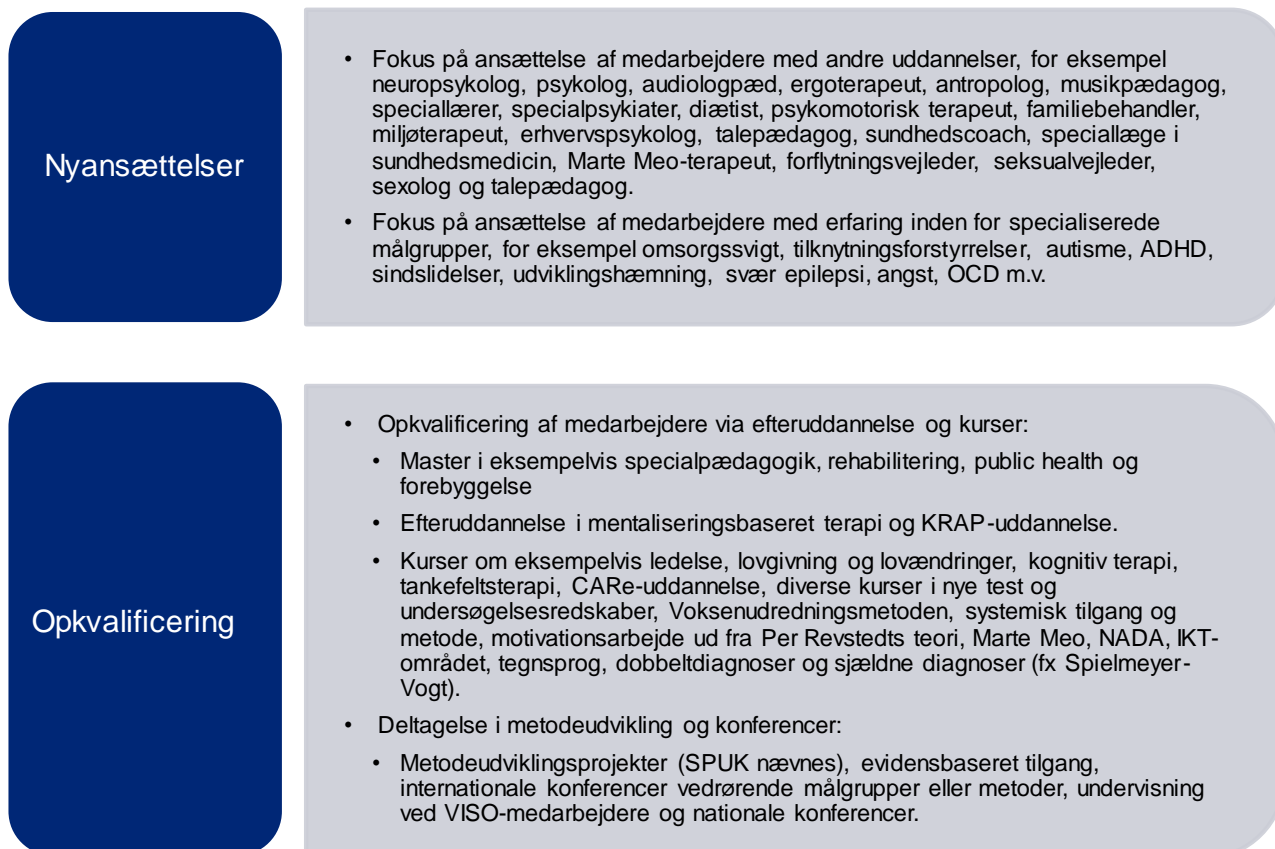 Nyansættelser
• Fokus på ansættelse af medarbejdere med andre uddannelser, for eksempel
neuropsykolog, psykolog, audiologpæd, ergoterapeut, antropolog, musikpædagog,
speciallærer, specialpsykiater, diætist, psykomotorisk terapeut, familiebehandler,
miljøterapeut, erhvervspsykolog, talepædagog, sundhedscoach, speciallæge i
sundhedsmedicin, Marte Meo-terapeut, forflytningsvejleder, seksualvejleder,
sexolog og talepædagog.
• Fokus på ansættelse af medarbejdere med erfaring inden for specialiserede
målgrupper, for eksempel omsorgssvigt, tilknytningsforstyrrelser, autisme, ADHD,
sindslidelser, udviklingshæmning, svær epilepsi, angst, OCD m.v.
Opkvalificering
• Opkvalificering af medarbejdere via efteruddannelse og kurser:
• Master i eksempelvis specialpædagogik, rehabilitering, public health og
forebyggelse
• Efteruddannelse i mentaliseringsbaseret terapi og KRAP-uddannelse.
• Kurser om eksempelvis ledelse, lovgivning og lovændringer, kognitiv terapi,
tankefeltsterapi, CARe-uddannelse, diverse kurser i nye test og
undersøgelsesredskaber, Voksenudredningsmetoden, systemisk tilgang og
metode, motivationsarbejde ud fra Per Revstedts teori, Marte Meo, NADA, IKT-
området, tegnsprog, dobbeltdiagnoser og sjældne diagnoser (fx Spielmeyer-
Vogt).
• Deltagelse i metodeudvikling og konferencer:
• Metodeudviklingsprojekter (SPUK nævnes), evidensbaseret tilgang,
internationale konferencer vedrørende målgrupper eller metoder, undervisning
ved VISO-medarbejdere og nationale konferencer.